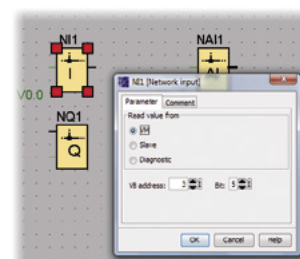 NI1
I
V0.0
NAI1
AI
NQ1
Q
NI1 [Network input]
Parameter
Comment
Read value from
VM
Slave
Diagnostic
VB address:
3
Bit:
5
OK
Cancel
Help